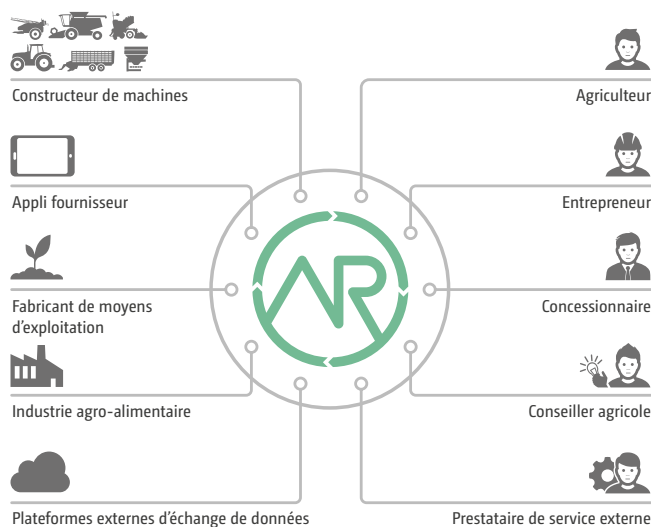 Constructeur de machines
Agriculteur
Appli fournisseur
Entrepreneur
AR
Fabricant de moyens
d'exploitation
Concessionnaire
Industrie agro-alimentaire
Conseiller agricole
Plateformes externes d'échange de données
Prestataire de service externe